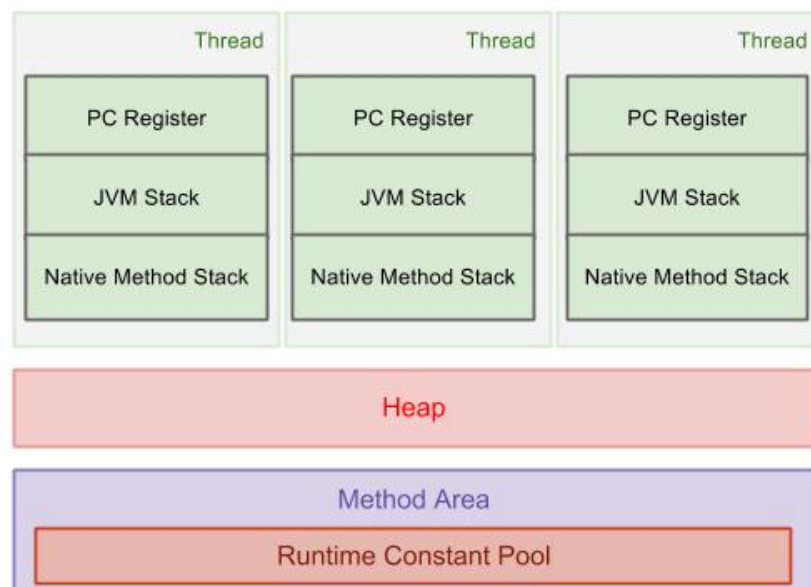 Thread
PC Register
JVM Stack
Native Method Stack
Thread
PC Register
JVM Stack
Native Method Stack
Thread
PC Register
JVM Stack
Native Method Stack
Heap
Method Area
Runtime Constant Pool